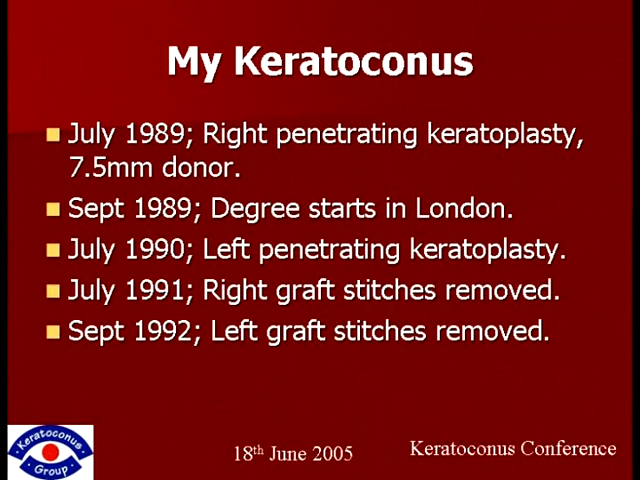 My Keratoconus
July 1989; Right penetrating keratoplasty,
7.5mm donor.
Sept 1989; Degree starts in London.
July 1990; Left penetrating keratoplasty.
July 1991; Right graft stitches removed.
Sept 1992; Left graft stitches removed.
Keratoconus
Group
18th June 2005
Keratoconus Conference